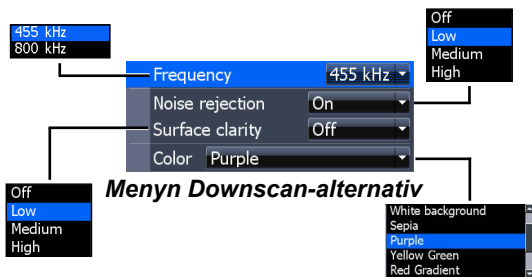 455 kHz
800 kHz
Off
Low
Medium
High
Frequency 455 kHz
Noise rejection On
Surface clarity Off
Color Purple
Menyn Downscan-alternativ
Off
Low
Medium
High
White background
Sepia
Purple
Yellow Green
Red Gradient